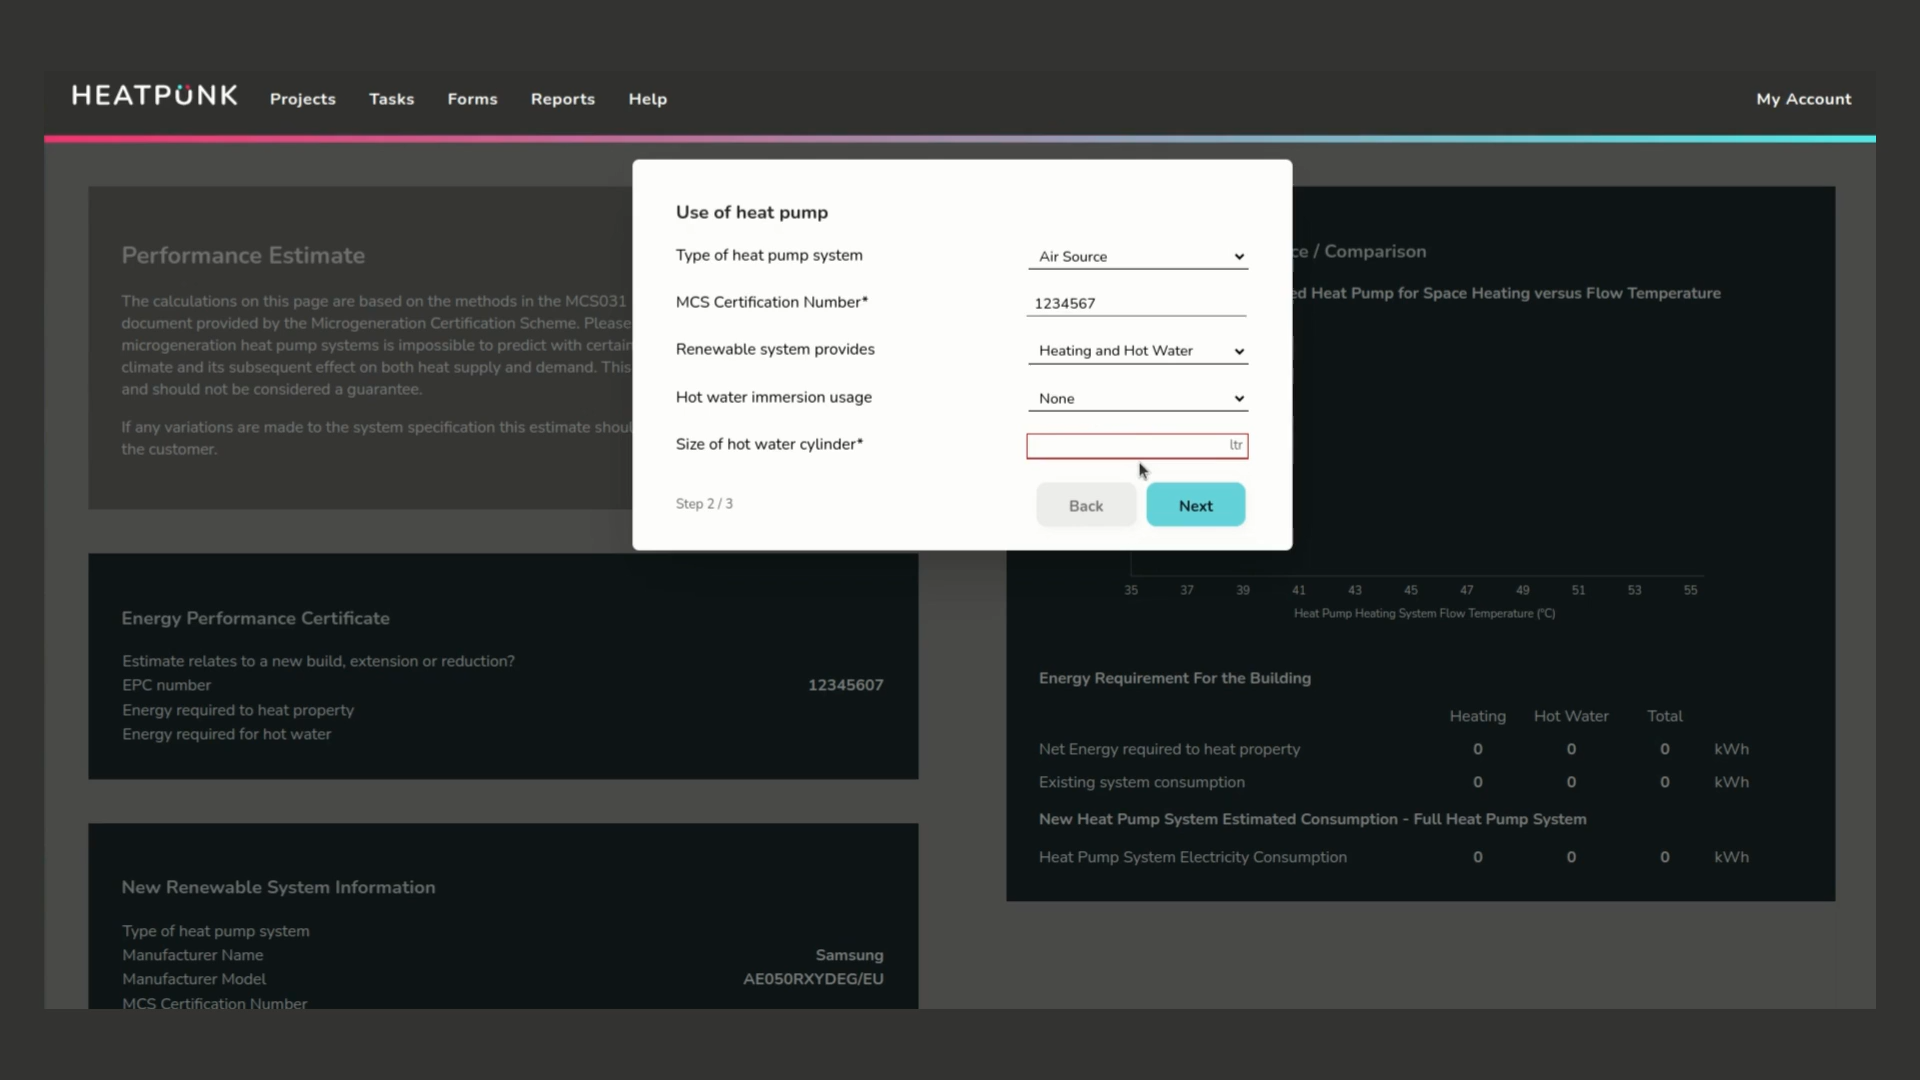 HEATPÜNK
Projects
Tasks
Forms
Reports
Help
My Account
Performance Estimate
The calculations on this page are based on the methods in the MCS031
document provided by the Microgeneration Certification Scheme. Please
microgeneration heat pump systems is impossible to predict with certain
climate and its subsequent effect on both heat supply and demand. This
and should not be considered a guarantee.
If any variations are made to the system specification this estimate shoul
the customer.
Use of heat pump
Type of heat pump system
Air Source
MCS Certification Number*
1234567
Renewable system provides
Heating and Hot Water
Hot water immersion usage
None
Size of hot water cylinder*
ltr
Step 2 / 3
Back
Next
ce / Comparison
ed Heat Pump for Space Heating versus Flow Temperature
35 37 39 41 43 45 47 49 51 53 55
Heat Pump Heating System Flow Temperature (°C)
Energy Performance Certificate
Estimate relates to a new build, extension or reduction?
EPC number 12345607
Energy required to heat property
Energy required for hot water
Energy Requirement For the Building
Heating Hot Water Total
Net Energy required to heat property 0 0 0 kWh
Existing system consumption 0 0 0 kWh
New Heat Pump System Estimated Consumption - Full Heat Pump System
Heat Pump System Electricity Consumption 0 0 0 kWh
New Renewable System Information
Type of heat pump system
Manufacturer Name Samsung
Manufacturer Model AE050RXYDEG/EU
MCS Certification Number